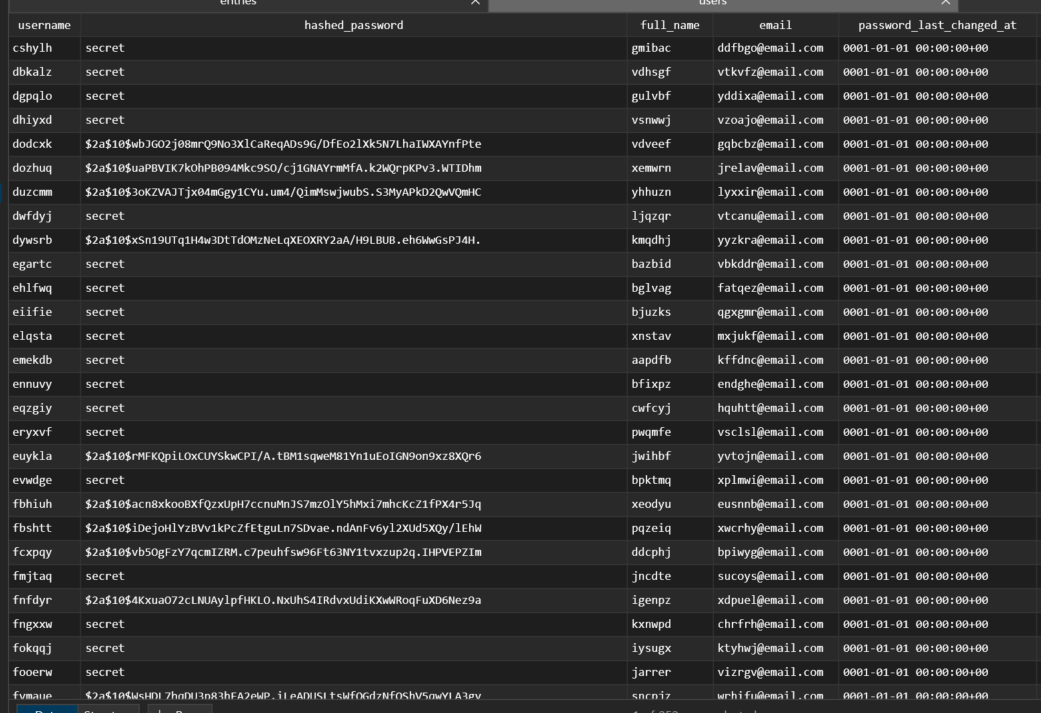 entries users
username hashed_password full_name email password_last_changed_at
cshylh secret gmibac ddfbgo@email.com 0001-01-01 00:00:00+00
dbkalz secret vdhsgf vtkvfz@email.com 0001-01-01 00:00:00+00
dgpqlo secret gulvbf yddixa@email.com 0001-01-01 00:00:00+00
dhiyxd secret vsnwwj vzoajo@email.com 0001-01-01 00:00:00+00
dodcxk $2a$10$wbJGO2j08mrQ9No3XlCaReqADs9G/DfEo2lXk5N7LhaIWXAYnfPte vdveef gqbcbz@email.com 0001-01-01 00:00:00+00
dozhuq $2a$10$uaPBVIK7kOhPB094Mkc9SO/cj1GNAYrmMfA.k2WQrpKPv3.WTIDhm xemwrn jrelav@email.com 0001-01-01 00:00:00+00
duzcmm $2a$10$3oKZVAJTjx04mGgy1CYu.um4/QimMswjwubS.S3MyAPkD2QwVQmHC yhhuzn lyxxir@email.com 0001-01-01 00:00:00+00
dwfdyj secret ljqzqr vtcanu@email.com 0001-01-01 00:00:00+00
dywsrb $2a$10$xSn19UTq1H4w3DtTdOMzNeLqXEOXRY2aA/H9LBUB.eh6WwGsPJ4H. kmqdhj yyzkra@email.com 0001-01-01 00:00:00+00
egartc secret bazbid vbkddr@email.com 0001-01-01 00:00:00+00
ehlfwq secret bglvag fatqez@email.com 0001-01-01 00:00:00+00
eiifie secret bjuzks qgxgmr@email.com 0001-01-01 00:00:00+00
elqsta secret xnstav mxjukf@email.com 0001-01-01 00:00:00+00
emekdb secret aapdfb kffdnc@email.com 0001-01-01 00:00:00+00
ennuvy secret bfixpz endghe@email.com 0001-01-01 00:00:00+00
eqzgiy secret cwfcyj hquhtt@email.com 0001-01-01 00:00:00+00
eryxvf secret pwqmfe vsclsl@email.com 0001-01-01 00:00:00+00
euykla $2a$10$rMFKQpiLOxCUYSkwCPI/A.tBM1sqweM81Yn1uEoIGN9on9xz8XQr6 jwihbf yvtojn@email.com 0001-01-01 00:00:00+00
evwdge secret bpktmq xplmwi@email.com 0001-01-01 00:00:00+00
fbhiuh $2a$10$acn8xkooBXfQzxUpH7ccnuMnJS7mzOlY5hMxi7mhcKcZ1fPX4r5Jq xeodyu eusnnb@email.com 0001-01-01 00:00:00+00
fbshtt $2a$10$iDejoHlYzBVv1kPcZfEtguLn7SDvae.ndAnFv6yl2XUd5XQy/lEhW pqzeiq xwcrhy@email.com 0001-01-01 00:00:00+00
fcxpqy $2a$10$vb5OgFzY7qcmIZRM.c7peuhfsw96Ft63NY1tvxzup2q.IHPVEPZIm ddcphj bpiwyg@email.com 0001-01-01 00:00:00+00
fmjtaq secret jncdte sucoys@email.com 0001-01-01 00:00:00+00
fnfdyr $2a$10$4KxuaO72cLNUAylpfHKLO.NxUhS4IRdvxUdiKXwWRoqFuXD6Nez9a igenpz xdpuel@email.com 0001-01-01 00:00:00+00
fngxxw secret kxnwpd chrfrh@email.com 0001-01-01 00:00:00+00
fokqqj secret iysugx ktyhwj@email.com 0001-01-01 00:00:00+00
fooerw secret jarrer vizrgv@email.com 0001-01-01 00:00:00+00
fvmaue sncnjz wrhifu@email.com 0001-01-01 00:00:00+00